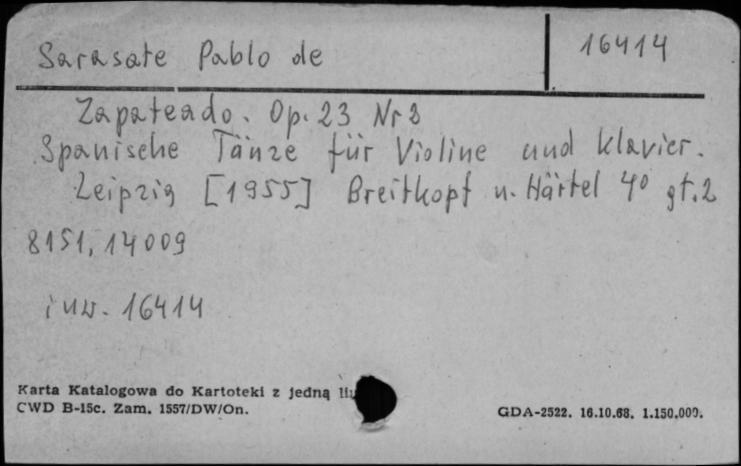 Sarasate Pablo de 16414
Zapateado. Op. 23 Nr 2
Spanische Tänze für Violine und Klavier.
Leipzig [1955] Breitkopf u. Härtel 4° gt. 2
8151, 14009
inw. 16414
Karta Katalogowa do Kartoteki z jedną
CWD B-15c. Zam. 1557/DW/On.
GDA-2522. 16.10.68. 1.150.000.